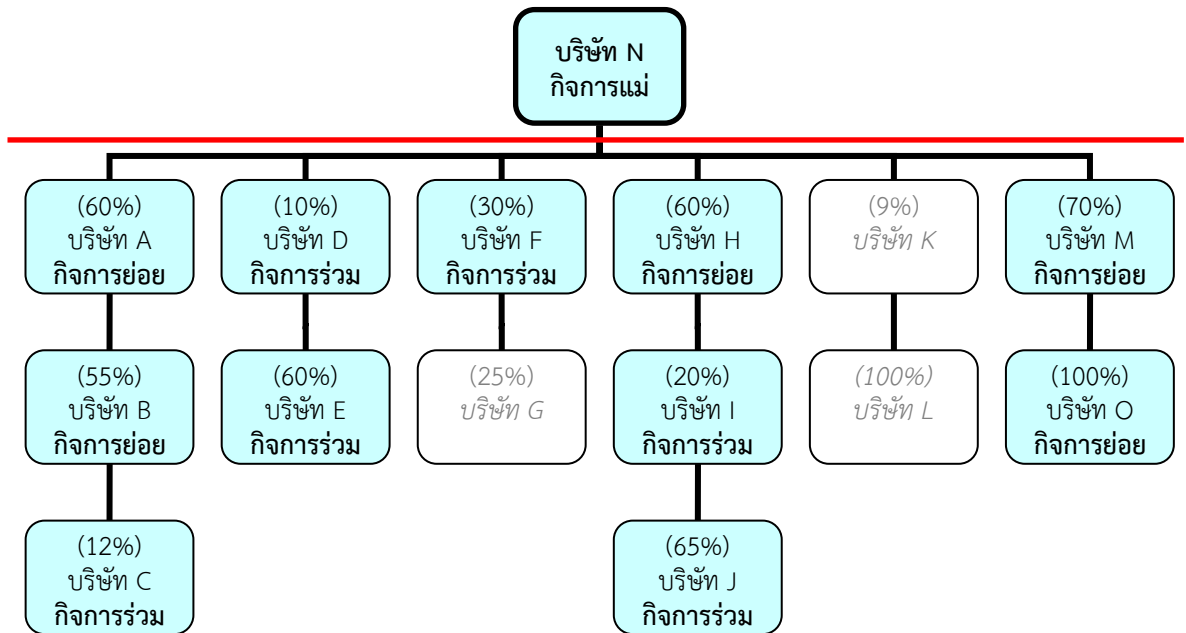 บริษัท N
กิจการแม่
(60%)
บริษัท A
กิจการย่อย
(10%)
บริษัท D
กิจการร่วม
(30%)
บริษัท F
กิจการร่วม
(60%)
บริษัท H
กิจการย่อย
(9%)
บริษัท K
(70%)
บริษัท M
กิจการย่อย
(55%)
บริษัท B
กิจการย่อย
(60%)
บริษัท E
กิจการร่วม
(25%)
บริษัท G
(20%)
บริษัท I
กิจการร่วม
(100%)
บริษัท L
(100%)
บริษัท O
กิจการย่อย
(12%)
บริษัท C
กิจการร่วม
(65%)
บริษัท J
กิจการร่วม